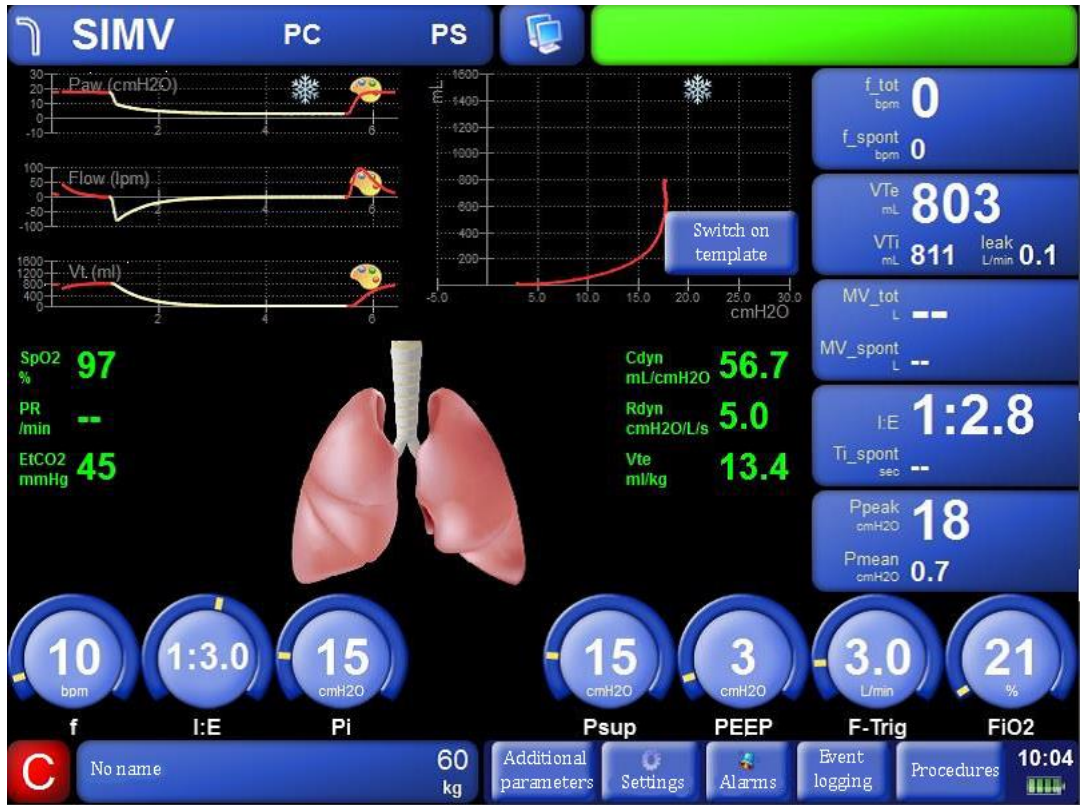 SIMV PC PS
Paw (cmH2O)
30
20
10
0
-10
2 4 6
Flow (lpm)
100
50
0
-50
-100
2 4 6
Vt (ml)
1600
1200
800
400
0
2 4 6
mL
1600
1400
1200
1000
800
600
400
200
-5.0 5.0 10.0 15.0 20.0 25.0 30.0
cmH2O
Switch on
template
f_tot
bpm 0
f_spont
bpm 0
VTe
mL 803
VTi
mL 811
leak
L/min 0.1
MV_tot
L --
MV_spont
L --
I:E 1:2.8
Ti_spont
sec --
Ppeak
cmH2O 18
Pmean
cmH2O 0.7
SpO2
% 97
PR
/min --
EtCO2
mmHg 45
Cdyn
mL/cmH2O 56.7
Rdyn
cmH2O/L/s 5.0
Vte
ml/kg 13.4
10
bpm
f
1:3.0
I:E
15
cmH2O
Pi
15
cmH2O
Psup
3
cmH2O
PEEP
3.0
L/min
F-Trig
21
%
FiO2
C
No name
60
kg
Additional
parameters
Settings
Alarms
Event
logging
Procedures
10:04